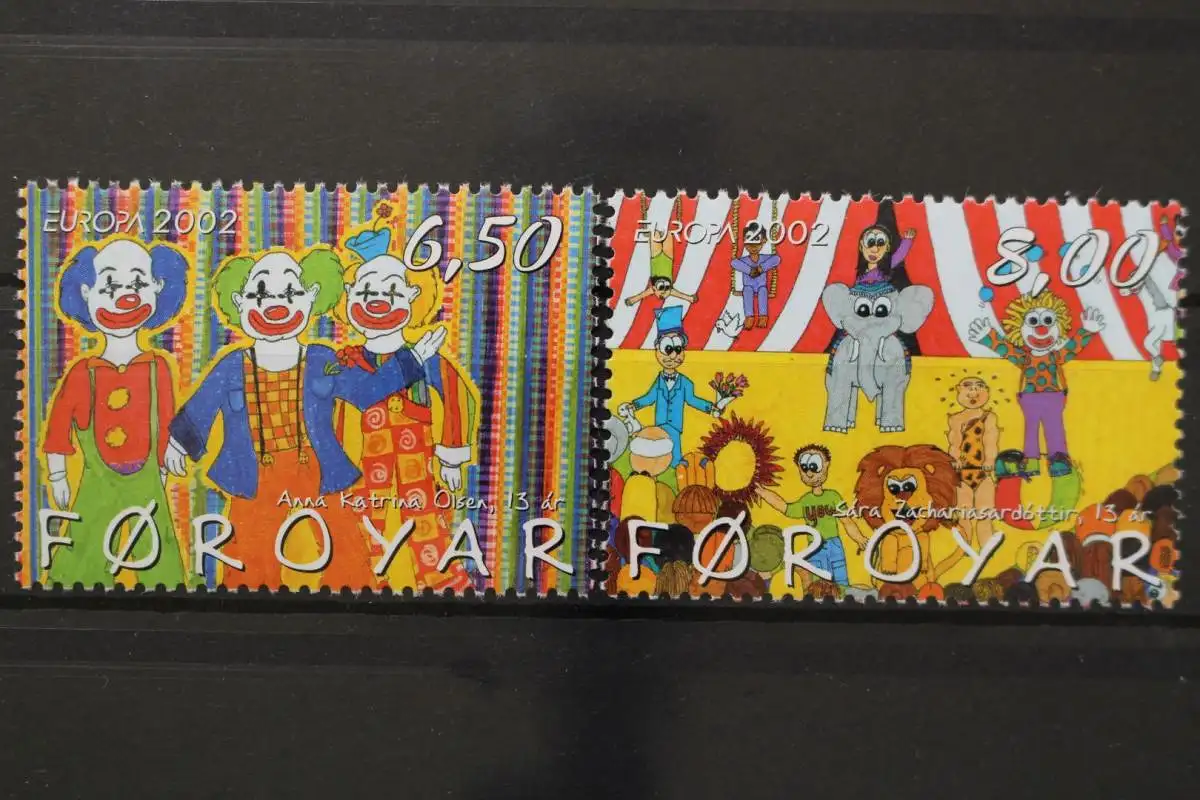 EUROPA 2002
6,50
Anna Katrina Olsen, 13 ár
FØROYAR
EUROPA 2002
8,00
YOU
Sára Zachariasardóttir, 13 ár
FØROYAR